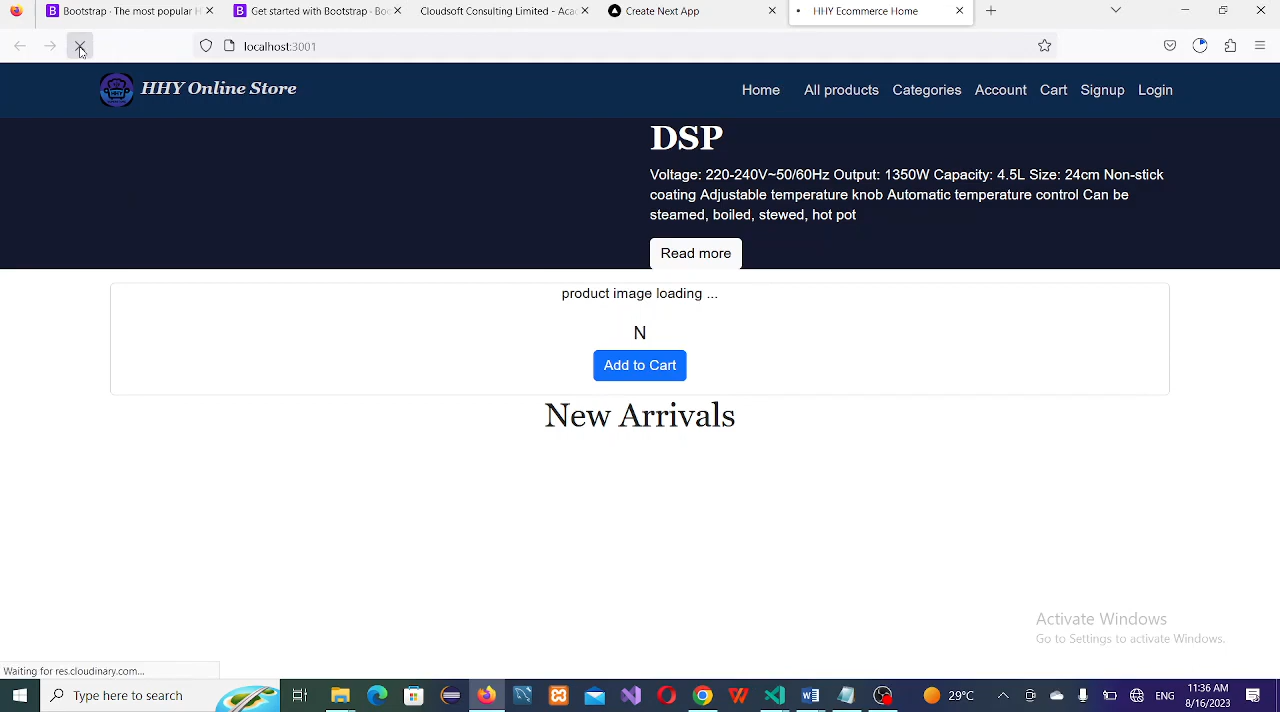 Bootstrap · The most popular H
Get started with Bootstrap · Boo
Cloudsoft Consulting Limited - Aca
Create Next App
HHY Ecommerce Home
localhost:3001
HHY Online Store
Home
All products
Categories
Account
Cart
Signup
Login
DSP
Voltage: 220-240V~50/60Hz Output: 1350W Capacity: 4.5L Size: 24cm Non-stick
coating Adjustable temperature knob Automatic temperature control Can be
steamed, boiled, stewed, hot pot
Read more
product image loading ...
N
Add to Cart
New Arrivals
Activate Windows
Go to Settings to activate Windows.
Waiting for res.cloudinary.com...
Type here to search
29°C
ENG
11:36 AM
8/16/2023